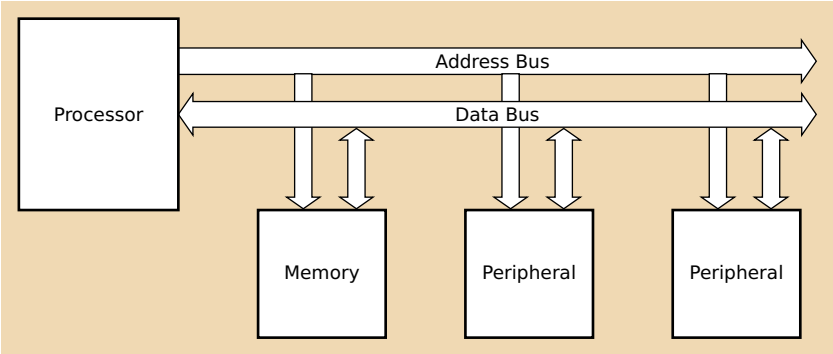 Address Bus
Processor
Data Bus
Memory
Peripheral
Peripheral